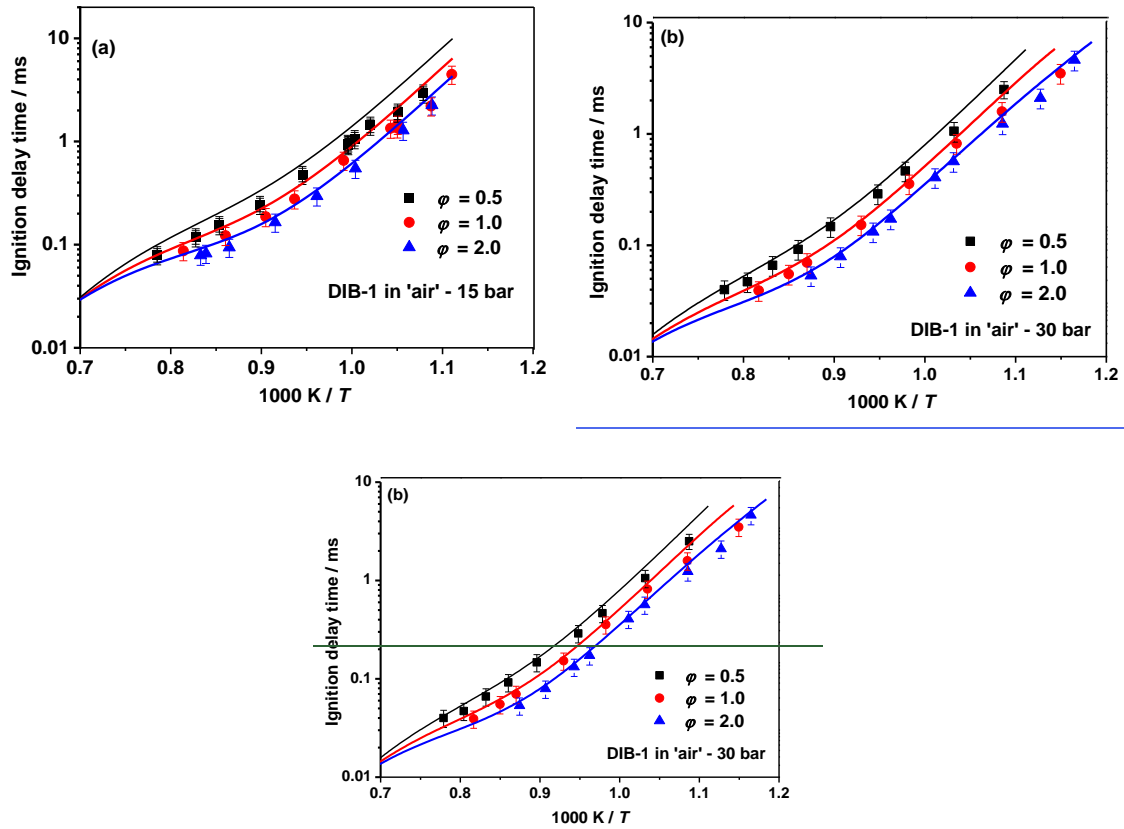 (a)
Ignition delay time / ms
10
1
0.1
0.01
φ = 0.5
φ = 1.0
φ = 2.0
DIB-1 in 'air' - 15 bar
0.7 0.8 0.9 1.0 1.1 1.2
1000 K / T
(b)
Ignition delay time / ms
10
1
0.1
0.01
φ = 0.5
φ = 1.0
φ = 2.0
DIB-1 in 'air' - 30 bar
0.7 0.8 0.9 1.0 1.1 1.2
1000 K / T
(b)
Ignition delay time / ms
10
1
0.1
0.01
φ = 0.5
φ = 1.0
φ = 2.0
DIB-1 in 'air' - 30 bar
0.7 0.8 0.9 1.0 1.1 1.2
1000 K / T